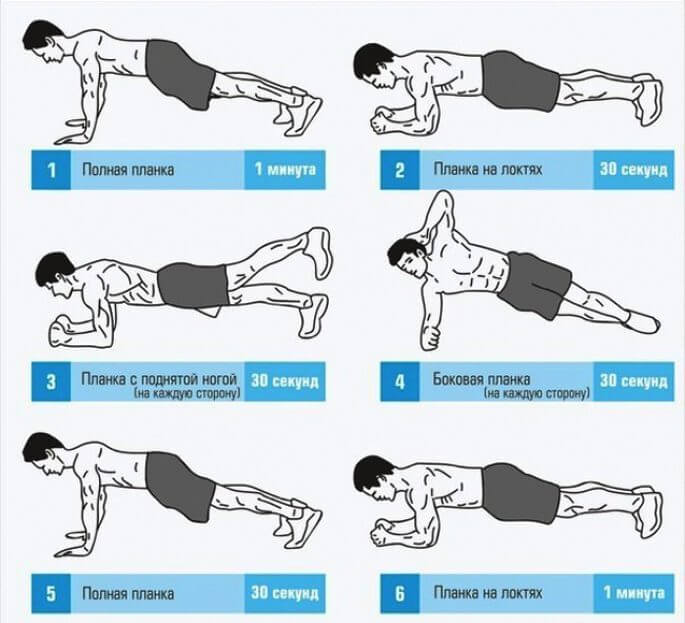 1 Полная планка 1 минута
2 Планка на локтях 30 секунд
3 Планка с поднятой ногой 30 секунд
(на каждую сторону)
4 Боковая планка 30 секунд
(на каждую сторону)
5 Полная планка 30 секунд
6 Планка на локтях 1 минута